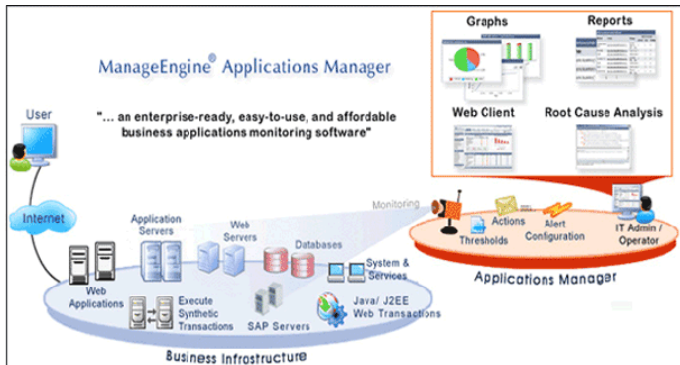 Graphs
Reports
ManageEngine® Applications Manager
User
"... an enterprise-ready, easy-to-use, and affordable
business applications monitoring software"
Web Client
Root Cause Analysis
Internet
Monitoring
Application
Servers
Web
Servers
Databases
Actions
Thresholds
Alert
Configuration
IT Admin /
Operator
System &
Services
Applications Manager
Web
Applications
Execute
Synthetic
Transactions
SAP Servers
Java/ J2EE
Web Transactions
Business Infrostructure